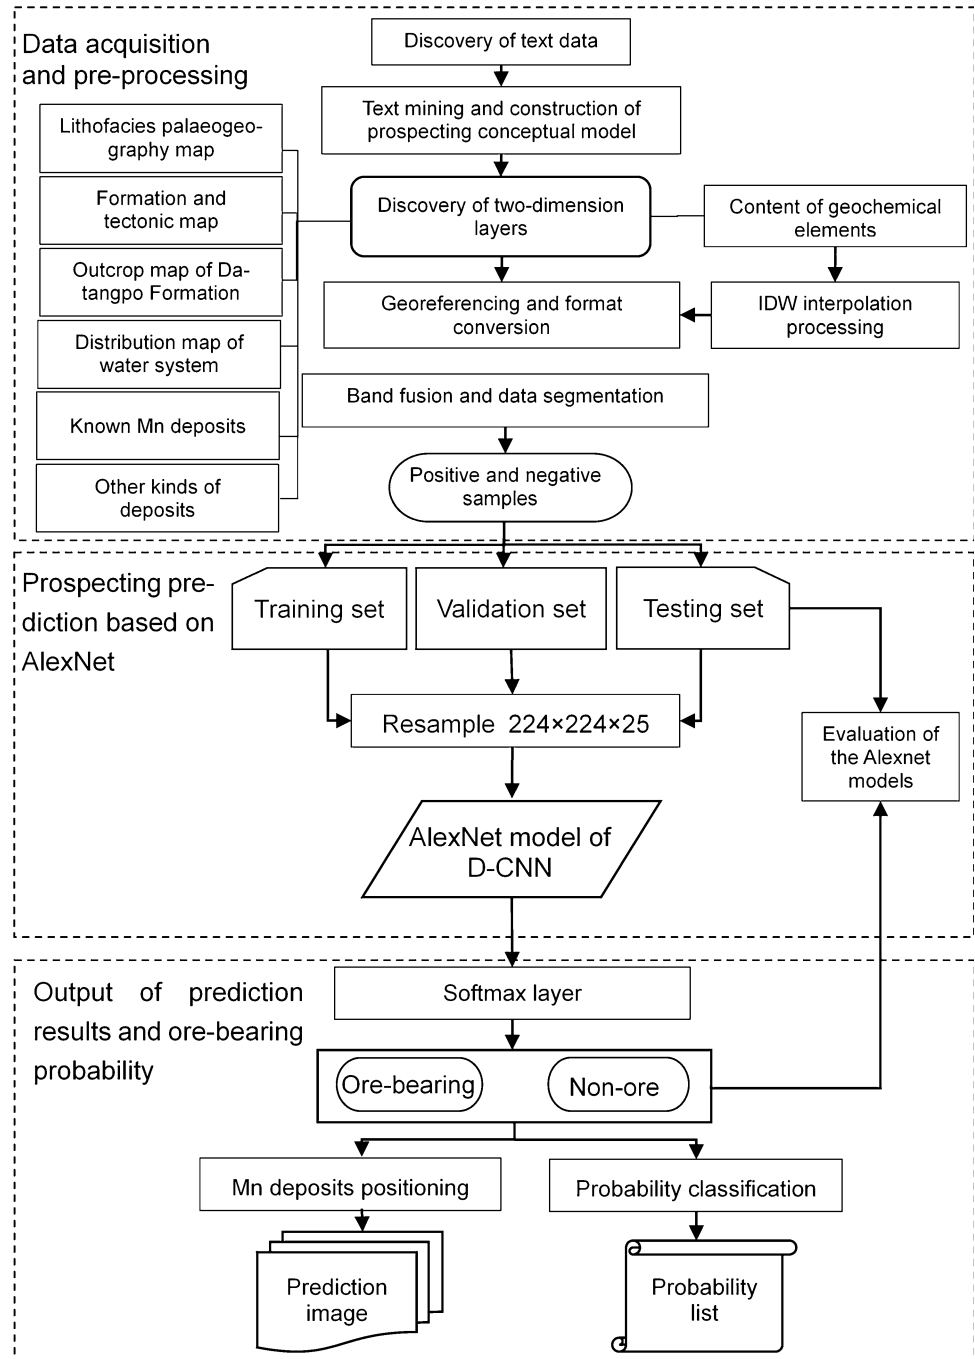 Data acquisition
and pre-processing
Discovery of text data
Text mining and construction of
prospecting conceptual model
Lithofacies palaeogeo-
graphy map
Formation and
tectonic map
Outcrop map of Da-
tangpo Formation
Distribution map of
water system
Known Mn deposits
Other kinds of
deposits
Discovery of two-dimension
layers
Content of geochemical
elements
Georeferencing and format
conversion
IDW interpolation
processing
Band fusion and data segmentation
Positive and negative
samples
Prospecting pre-
diction based on
AlexNet
Training set
Validation set
Testing set
Resample 224×224×25
Evaluation of
the Alexnet
models
AlexNet model of
D-CNN
Output of prediction
results and ore-bearing
probability
Softmax layer
Ore-bearing
Non-ore
Mn deposits positioning
Probability classification
Prediction
image
Probability
list